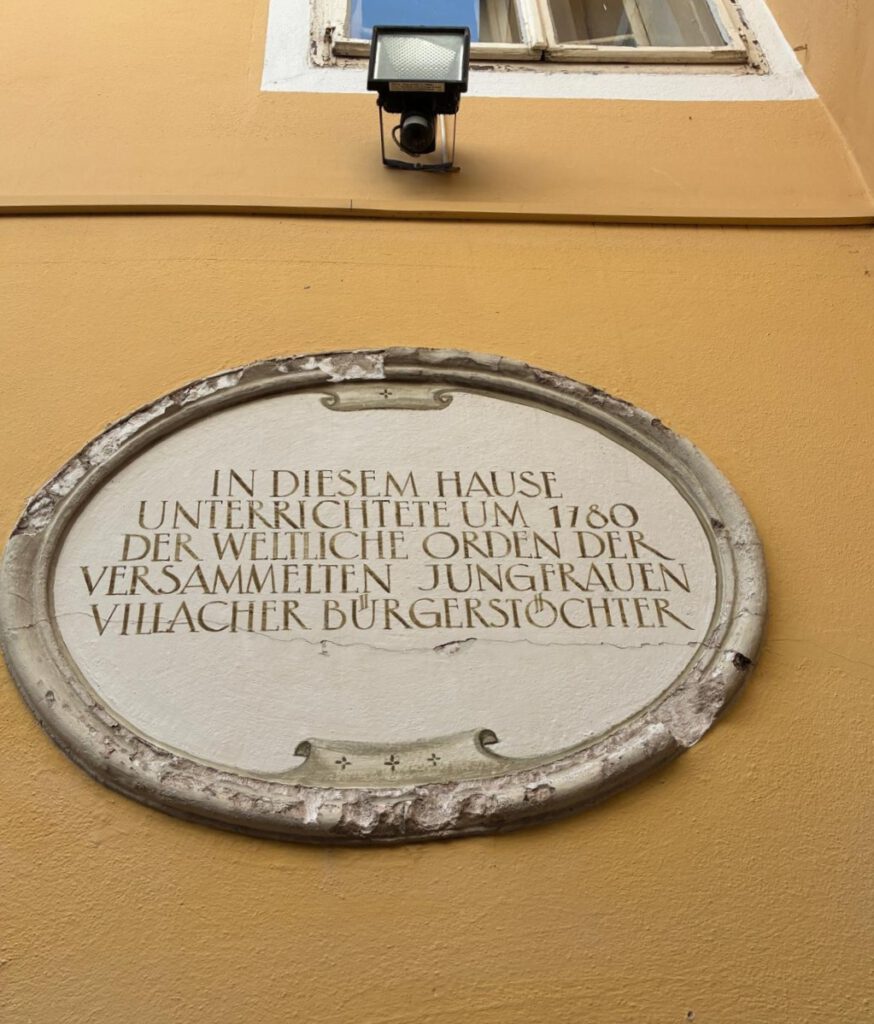 IN DIESEM HAUSE
UNTERRICHTETE UM 1780
DER WELTLICHE ORDEN DER
VERSAMMELTEN JUNGFRAUEN
VILLACHER BÜRGERSTÖCHTER